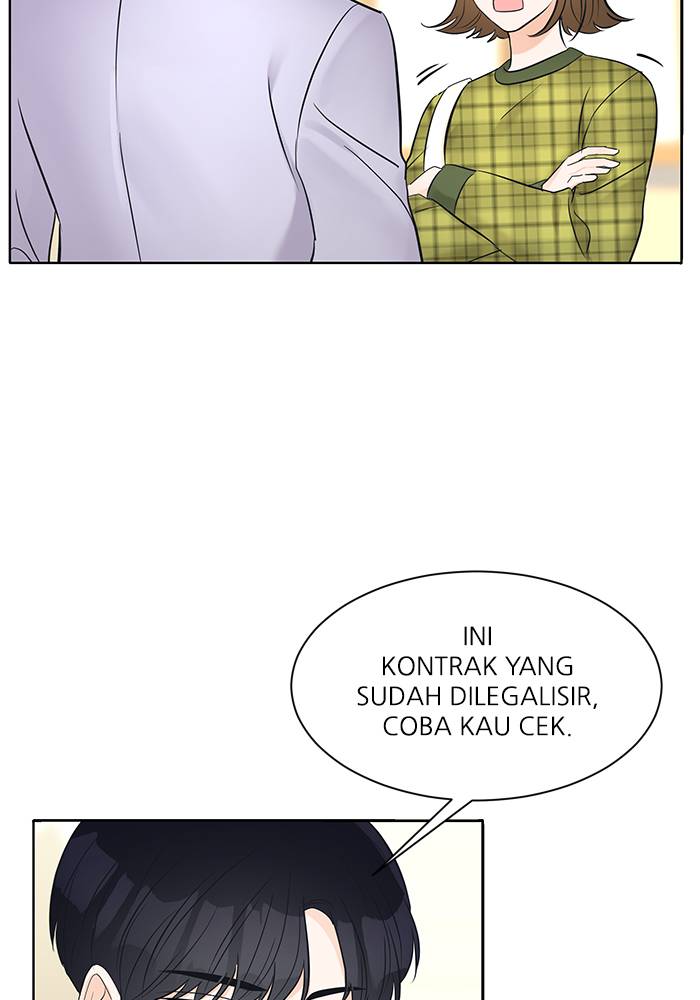 INI
KONTRAK YANG
SUDAH DILEGALISIR,
COBA KAU CEK.